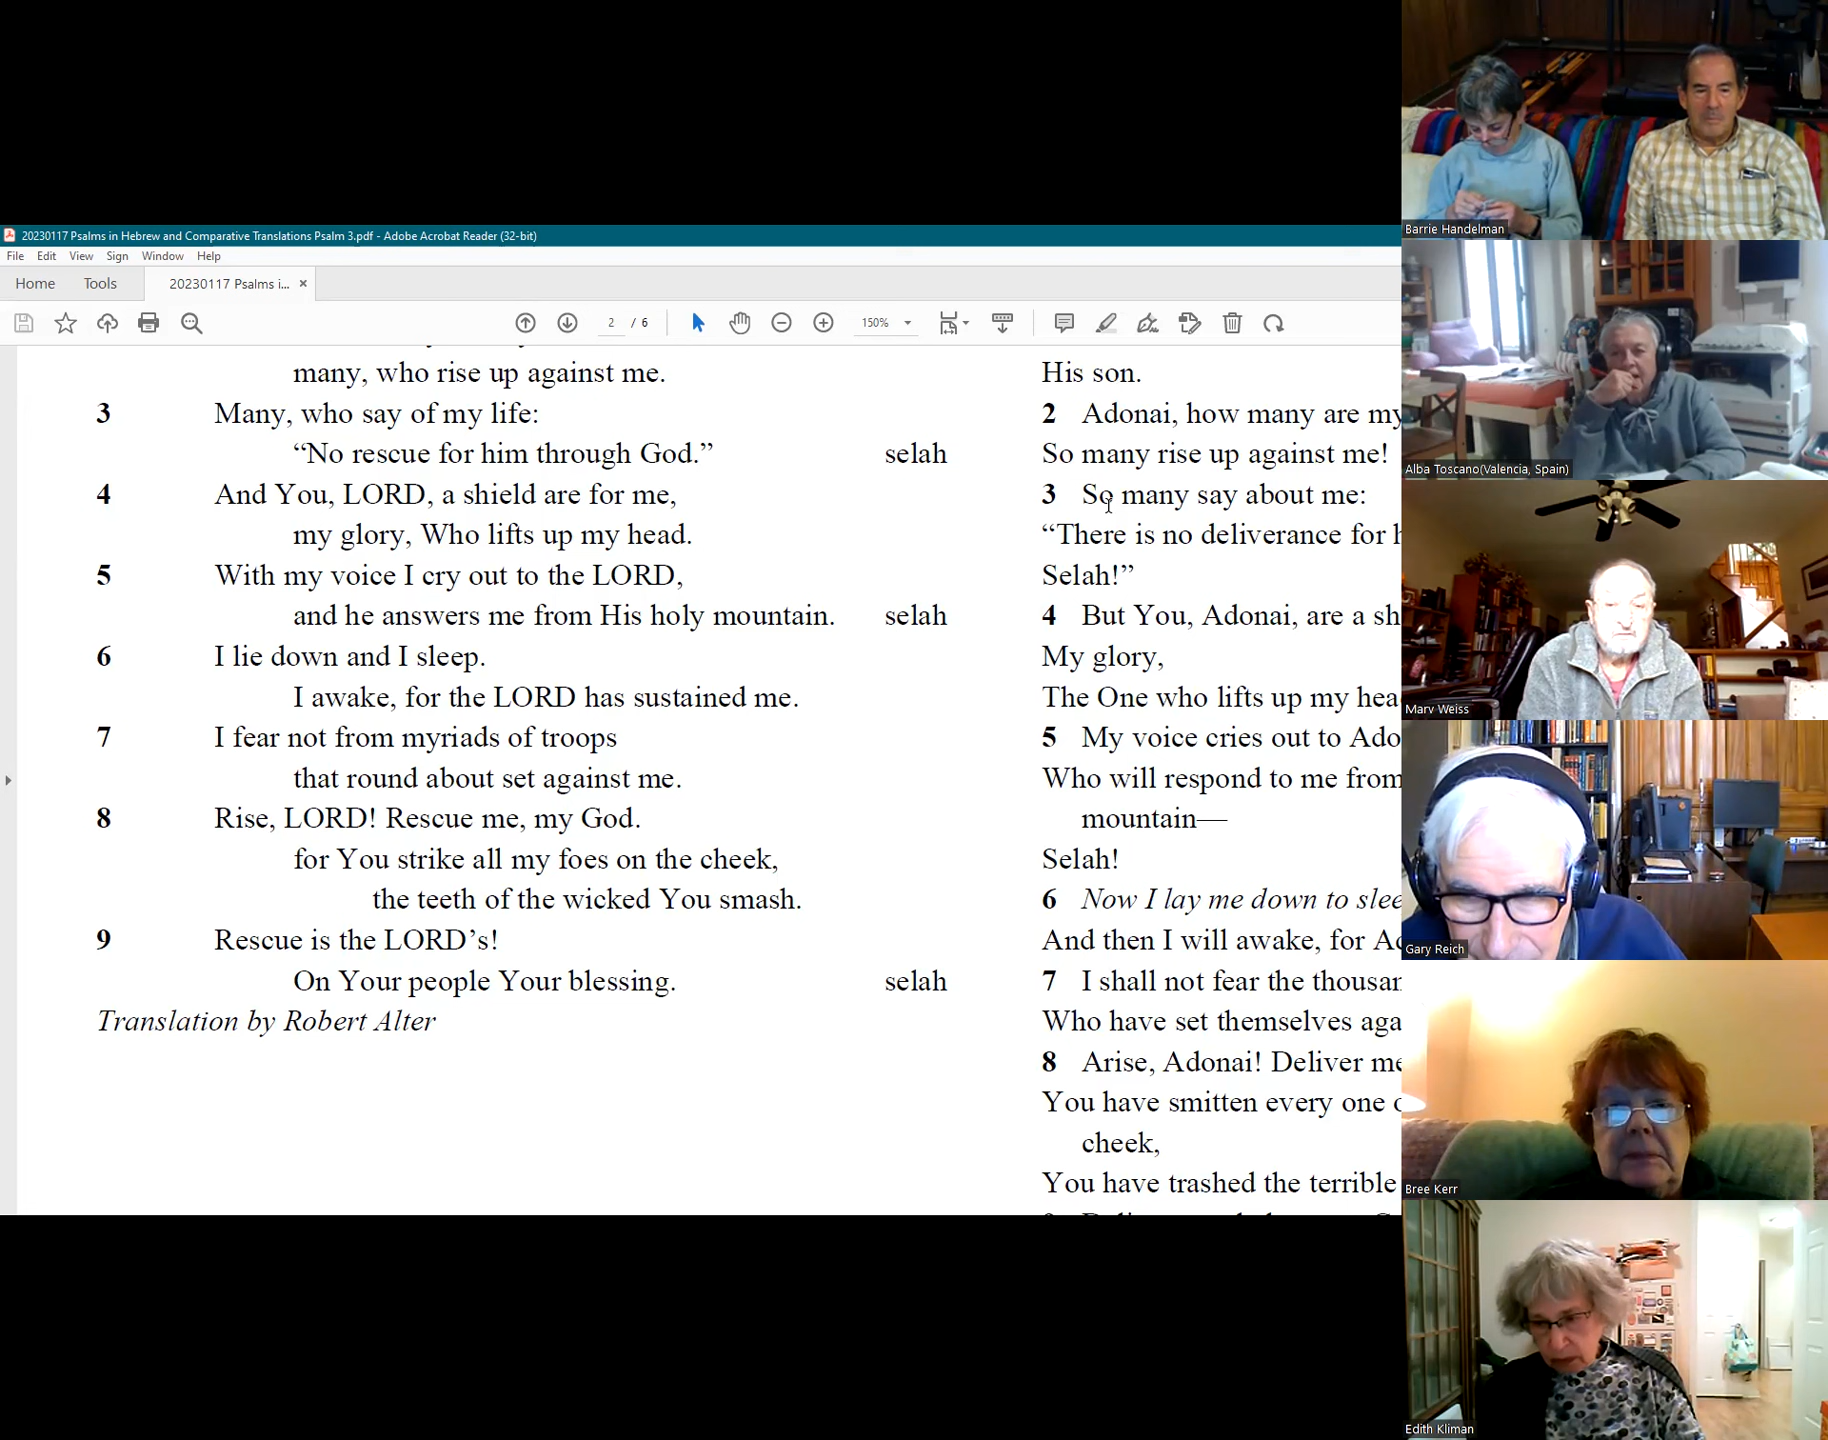 20230117 Psalms in Hebrew and Comparative Translations Psalm 3.pdf - Adobe Acrobat Reader (32-bit)
File Edit View Sign Window Help
Home Tools 20230117 Psalms i... ×
2 / 6 150%
many, who rise up against me.
3 Many, who say of my life:
“No rescue for him through God.” selah
4 And You, LORD, a shield are for me,
my glory, Who lifts up my head.
5 With my voice I cry out to the LORD,
and he answers me from His holy mountain. selah
6 I lie down and I sleep.
I awake, for the LORD has sustained me.
7 I fear not from myriads of troops
that round about set against me.
8 Rise, LORD! Rescue me, my God.
for You strike all my foes on the cheek,
the teeth of the wicked You smash.
9 Rescue is the LORD’s!
On Your people Your blessing. selah
Translation by Robert Alter
His son.
2 Adonai, how many are my
So many rise up against me!
3 So many say about me:
“There is no deliverance for
Selah!”
4 But You, Adonai, are a
My glory,
The One who lifts up my
5 My voice cries out to
Who will respond to me from
mountain—
Selah!
6 Now I lay me down to
And then I will awake, for
7 I shall not fear the
Who have set themselves
8 Arise, Adonai! Deliver
You have smitten every one
cheek,
You have trashed the terrible
Barrie Handelman
Alba Toscano(Valencia, Spain)
Marv Weiss
Gary Reich
Bree Kerr
Edith Kliman